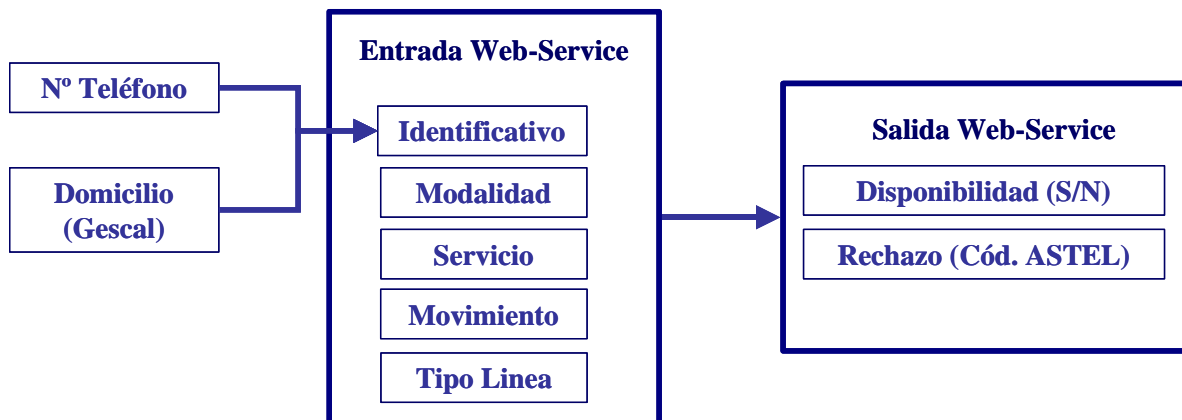 Nº Teléfono
Domicilio
(Gescal)
Entrada Web-Service
Identificativo
Modalidad
Servicio
Movimiento
Tipo Linea
Salida Web-Service
Disponibilidad (S/N)
Rechazo (Cód. ASTEL)